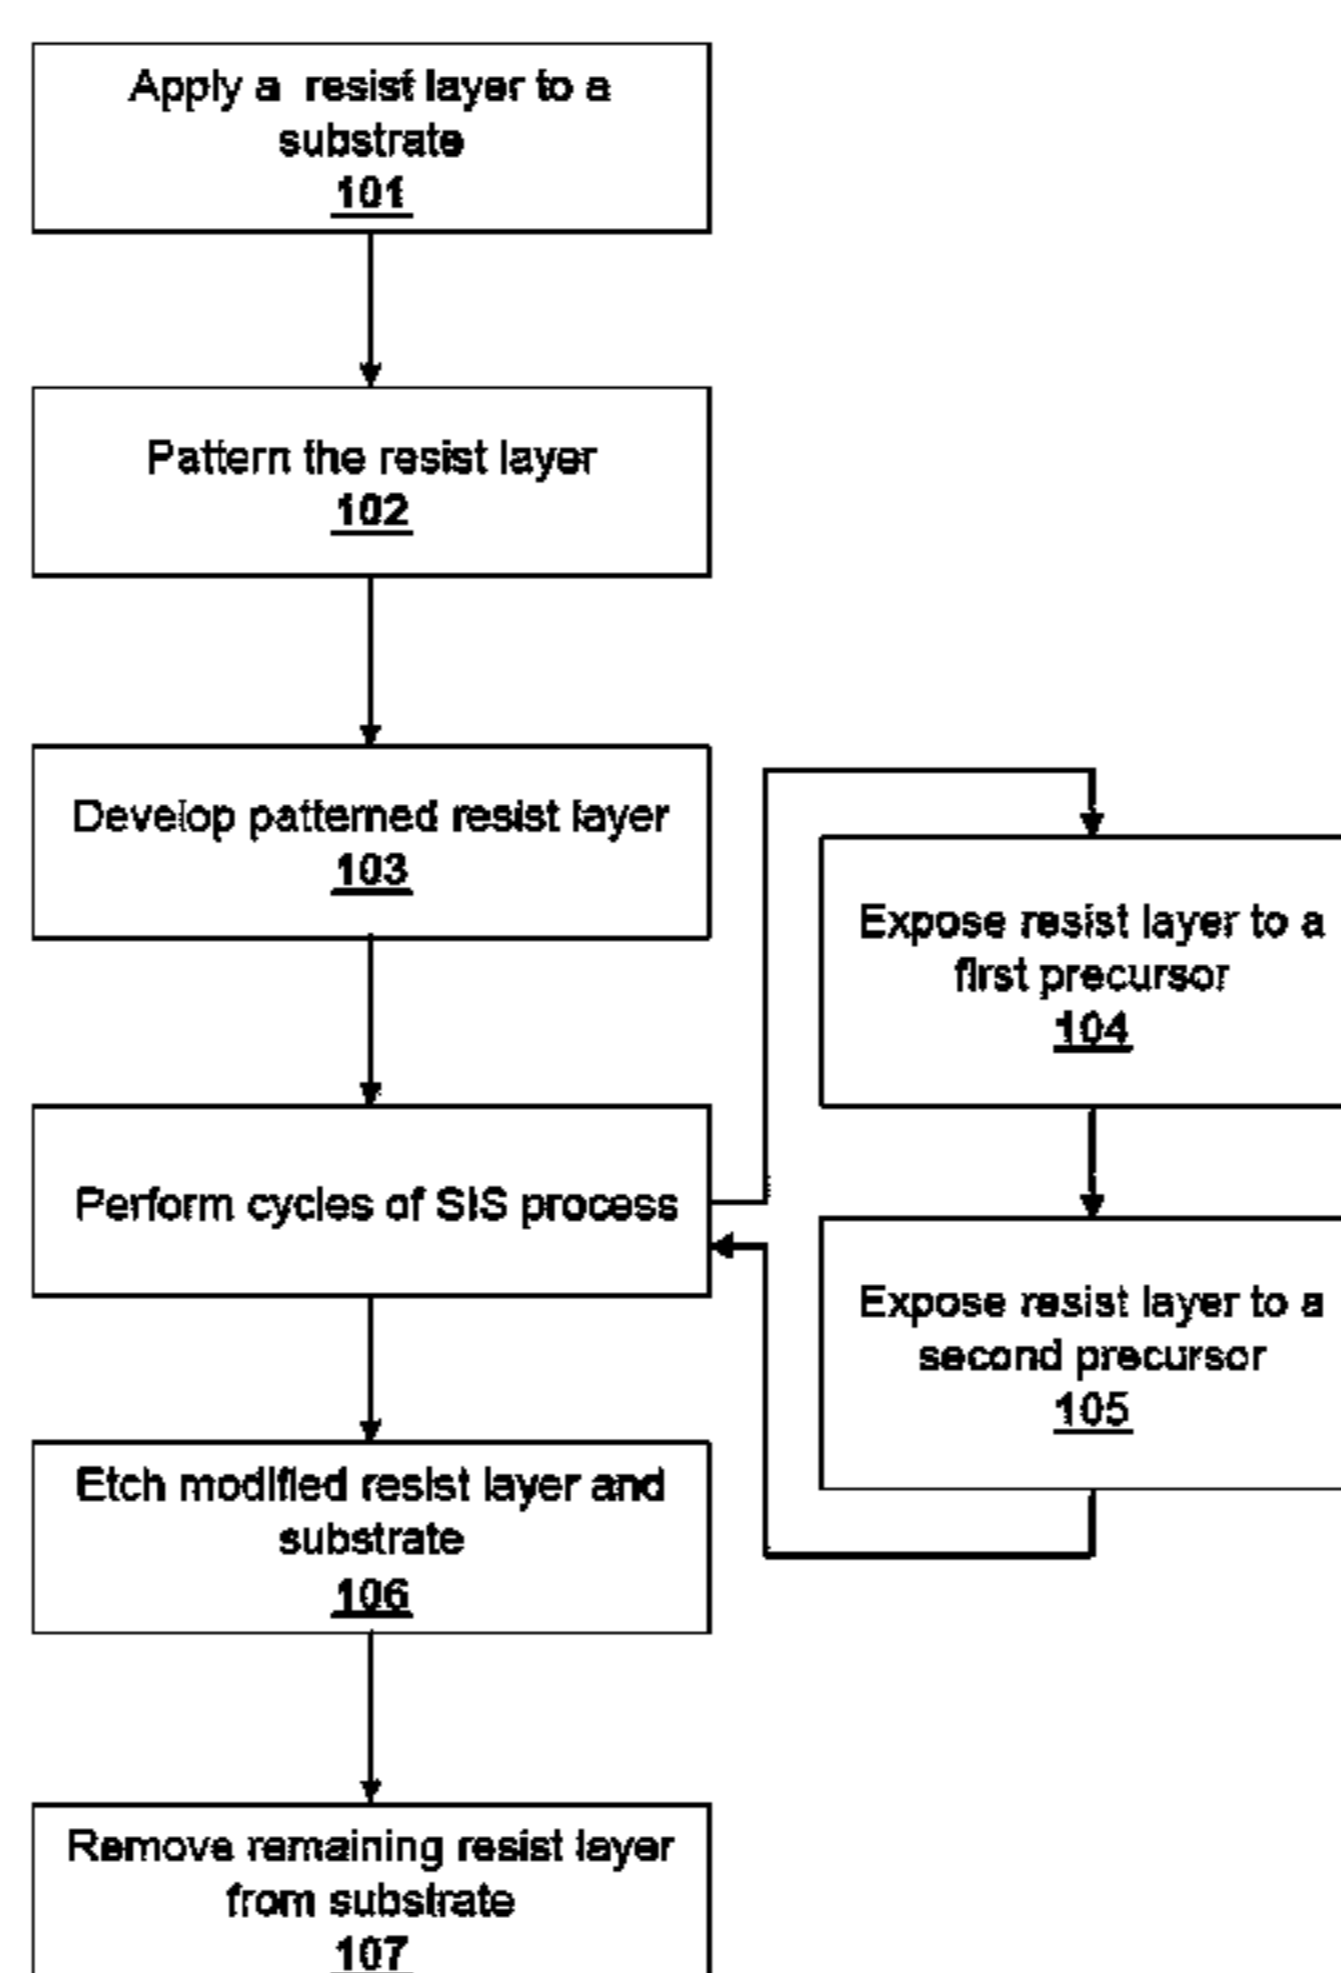 Apply a resist layer to a
substrate
101
Pattern the resist layer
102
Develop patterned resist layer
103
Perform cycles of SIS process
Expose resist layer to a
first precursor
104
Expose resist layer to a
second precursor
105
Etch modified resist layer and
substrate
106
Remove remaining resist layer
from substrate
107